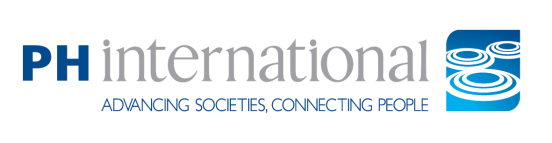 PH international
ADVANCING SOCIETIES, CONNECTING PEOPLE